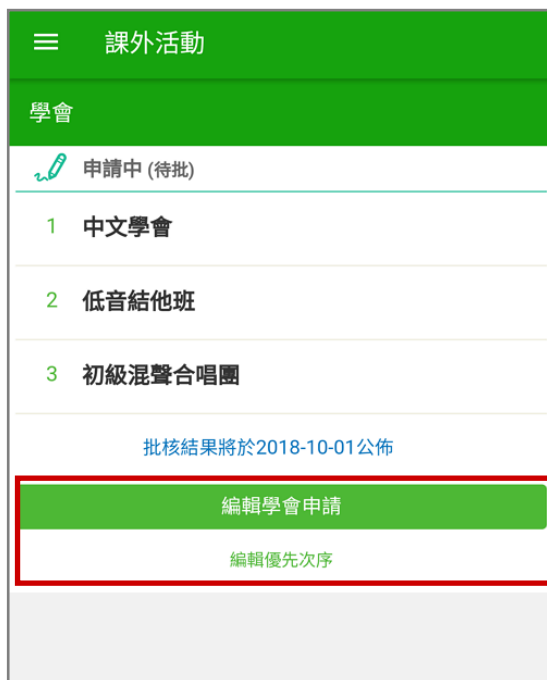 課外活動
學會
申請中 (待批)
1 中文學會
2 低音結他班
3 初級混聲合唱團
批核結果將於2018-10-01公佈
編輯學會申請
編輯優先次序